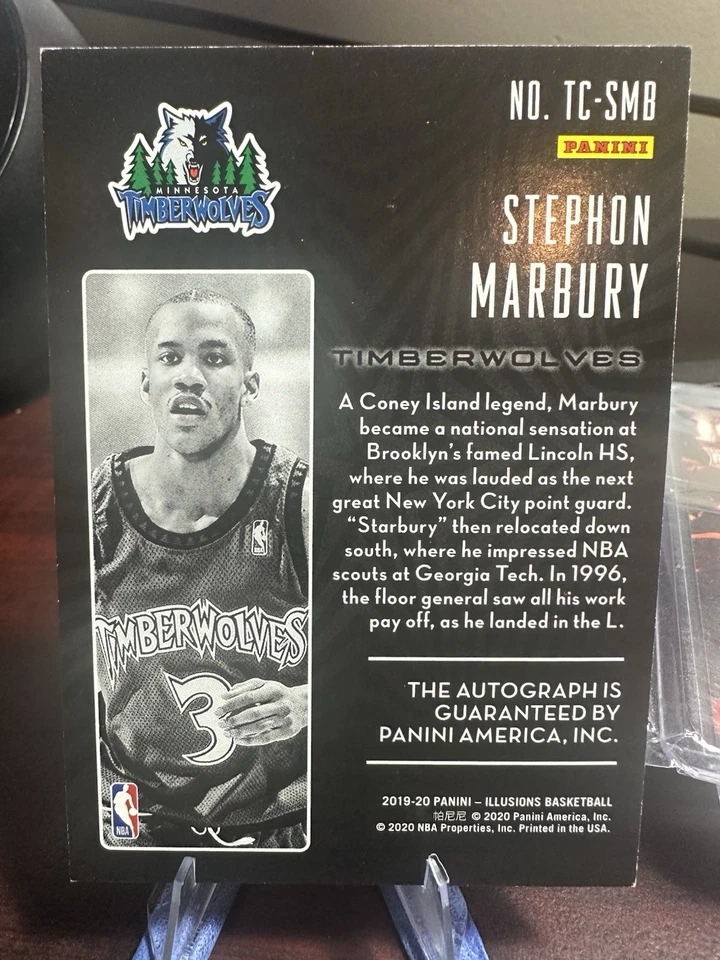 NO. TC-SMB
PANINI
MINNESOTA
TIMBERWOLVES
STEPHON
MARBURY
TIMBERWOLVES
A Coney Island legend, Marbury
became a national sensation at
Brooklyn's famed Lincoln HS,
where he was lauded as the next
great New York City point guard.
"Starbury" then relocated down
south, where he impressed NBA
scouts at Georgia Tech. In 1996,
the floor general saw all his work
pay off, as he landed in the L.
TIMBERWOLVES
3
NBA
THE AUTOGRAPH IS
GUARANTEED BY
PANINI AMERICA, INC.
2019-20 PANINI – ILLUSIONS BASKETBALL
帕尼尼 © 2020 Panini America, Inc.
© 2020 NBA Properties, Inc. Printed in the USA.